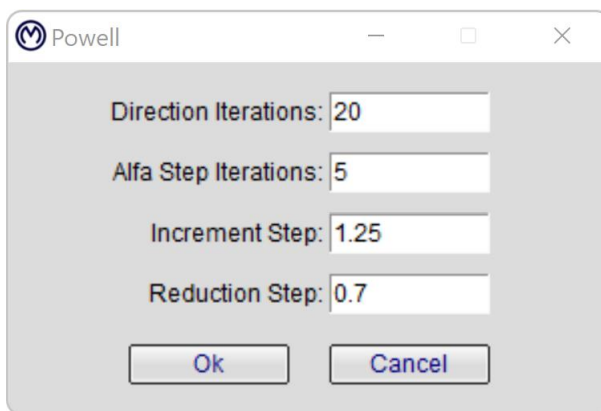 Powell
Direction Iterations: 20
Alfa Step Iterations: 5
Increment Step: 1.25
Reduction Step: 0.7
Ok Cancel